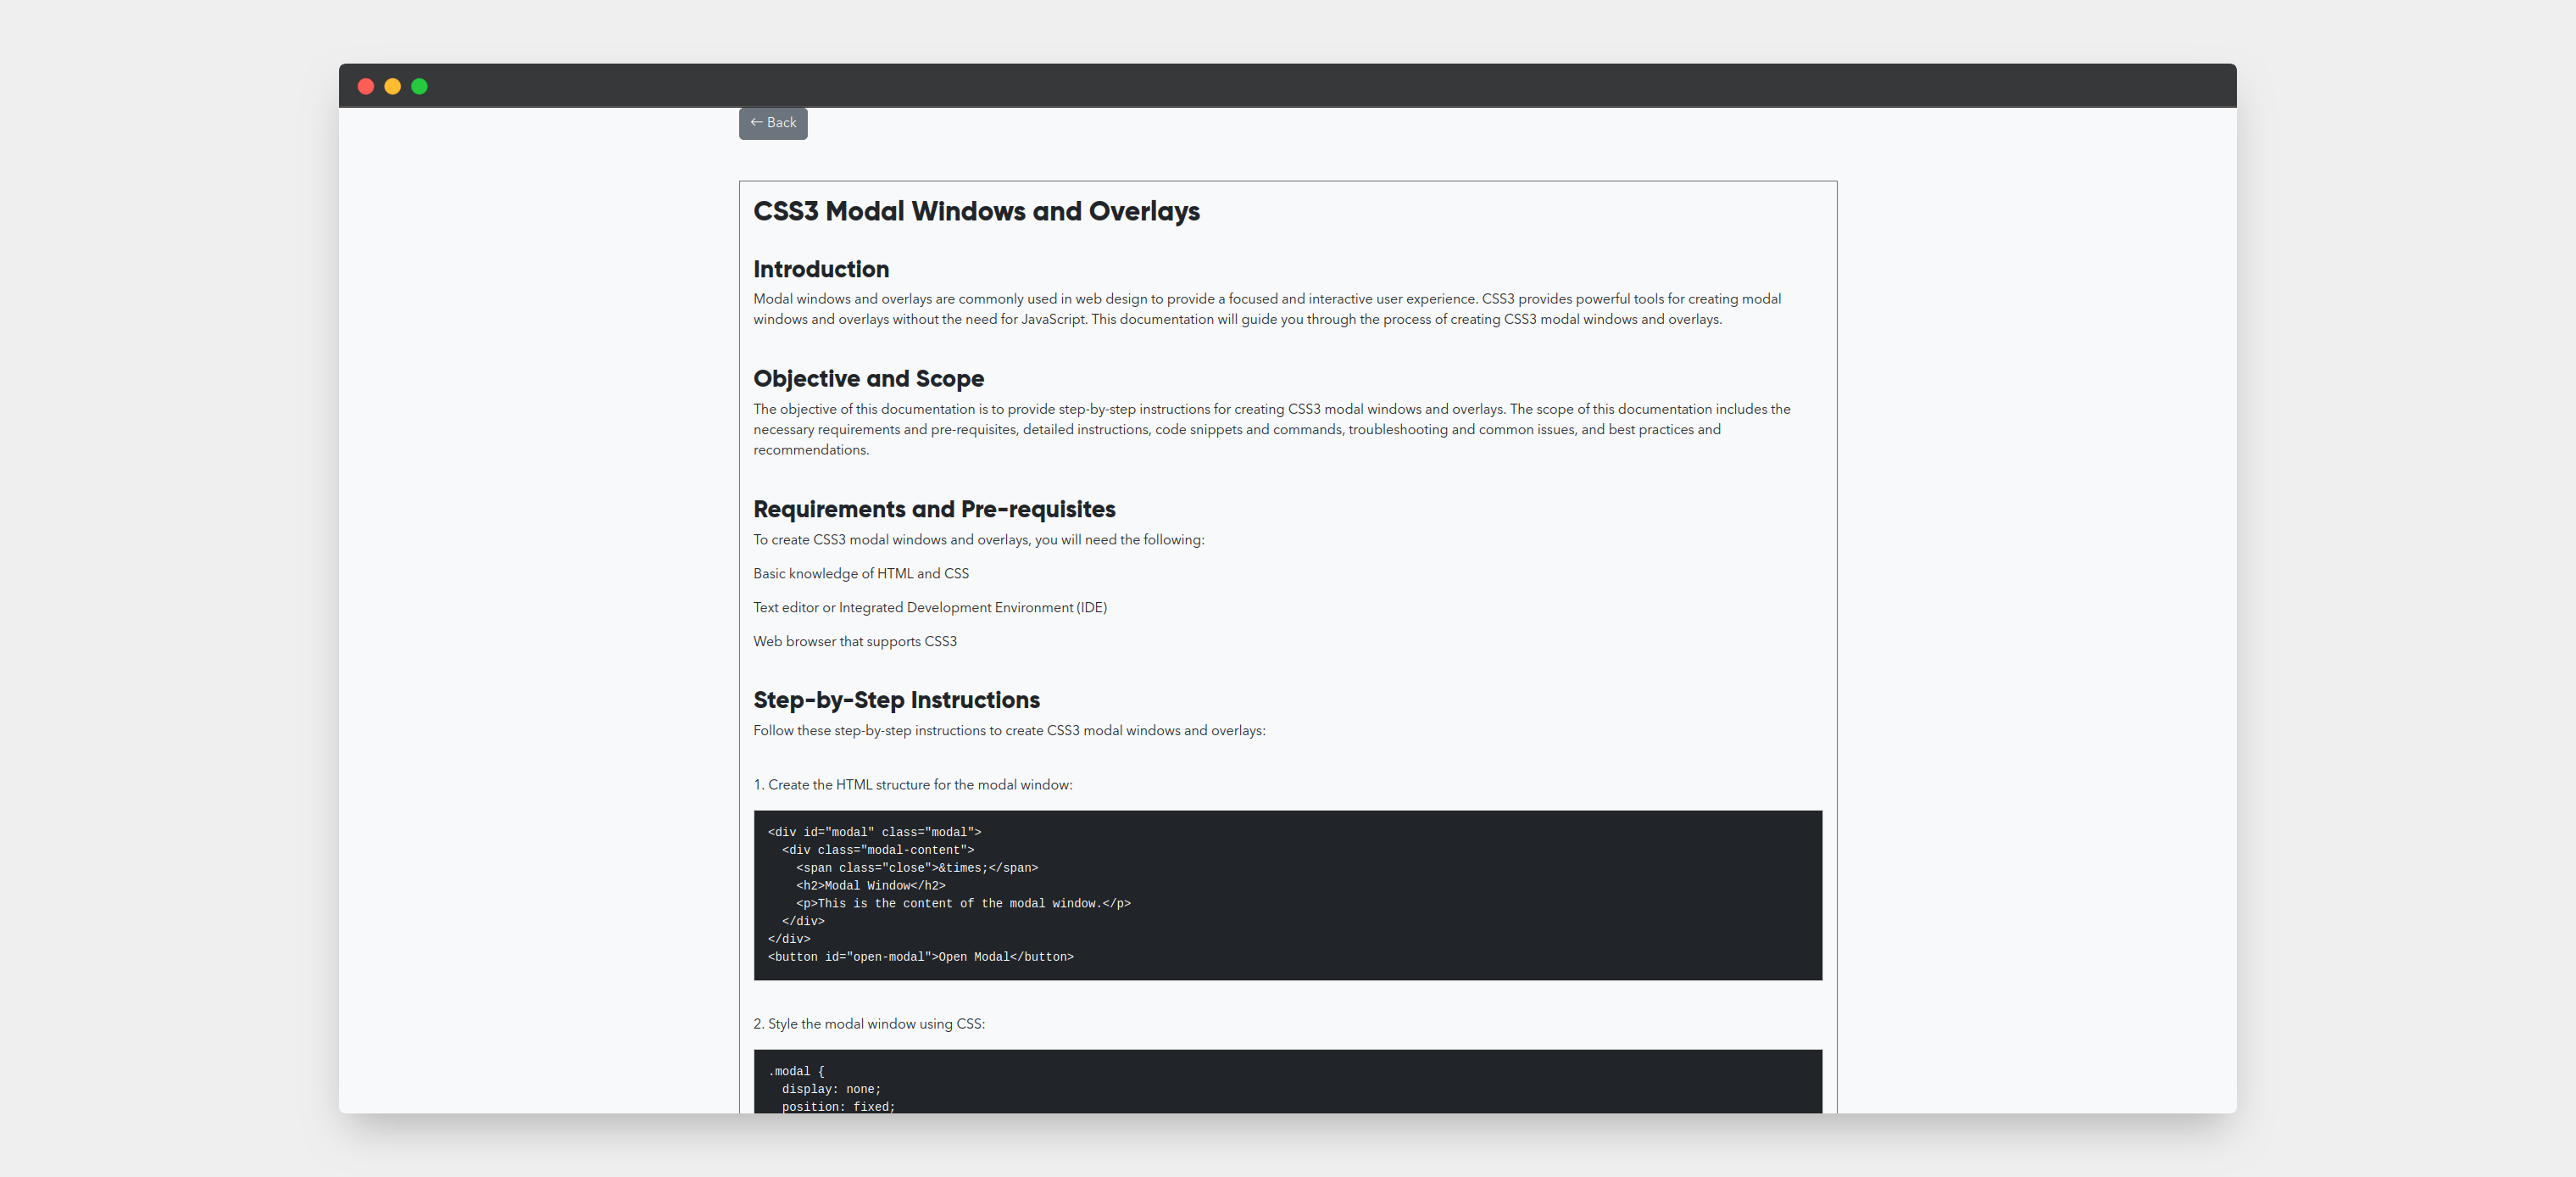 ← Back
CSS3 Modal Windows and Overlays
Introduction
Modal windows and overlays are commonly used in web design to provide a focused and interactive user experience. CSS3 provides powerful tools for creating modal
windows and overlays without the need for JavaScript. This documentation will guide you through the process of creating CSS3 modal windows and overlays.
Objective and Scope
The objective of this documentation is to provide step-by-step instructions for creating CSS3 modal windows and overlays. The scope of this documentation includes the
necessary requirements and pre-requisites, detailed instructions, code snippets and commands, troubleshooting and common issues, and best practices and
recommendations.
Requirements and Pre-requisites
To create CSS3 modal windows and overlays, you will need the following:
Basic knowledge of HTML and CSS
Text editor or Integrated Development Environment (IDE)
Web browser that supports CSS3
Step-by-Step Instructions
Follow these step-by-step instructions to create CSS3 modal windows and overlays:
1. Create the HTML structure for the modal window:
<div id="modal" class="modal">
  <div class="modal-content">
    <span class="close">&times;</span>
    <h2>Modal Window</h2>
    <p>This is the content of the modal window.</p>
  </div>
</div>
<button id="open-modal">Open Modal</button>
2. Style the modal window using CSS:
.modal {
  display: none;
  position: fixed;